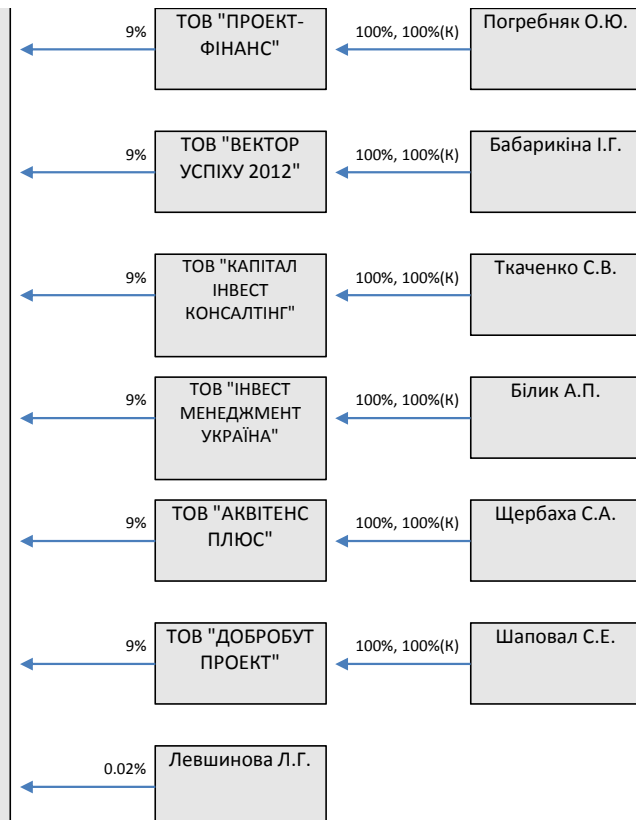 9%
ТОВ "ПРОЕКТ-
ФІНАНС"
100%, 100%(К)
Погребняк О.Ю.
9%
ТОВ "ВЕКТОР
УСПІХУ 2012"
100%, 100%(К)
Бабарикіна І.Г.
9%
ТОВ "КАПІТАЛ
ІНВЕСТ
КОНСАЛТІНГ"
100%, 100%(К)
Ткаченко С.В.
9%
ТОВ "ІНВЕСТ
МЕНЕДЖМЕНТ
УКРАЇНА"
100%, 100%(К)
Білик А.П.
9%
ТОВ "АКВІТЕНС
ПЛЮС"
100%, 100%(К)
Щербаха С.А.
9%
ТОВ "ДОБРОБУТ
ПРОЕКТ"
100%, 100%(К)
Шаповал С.Е.
0.02%
Левшинова Л.Г.